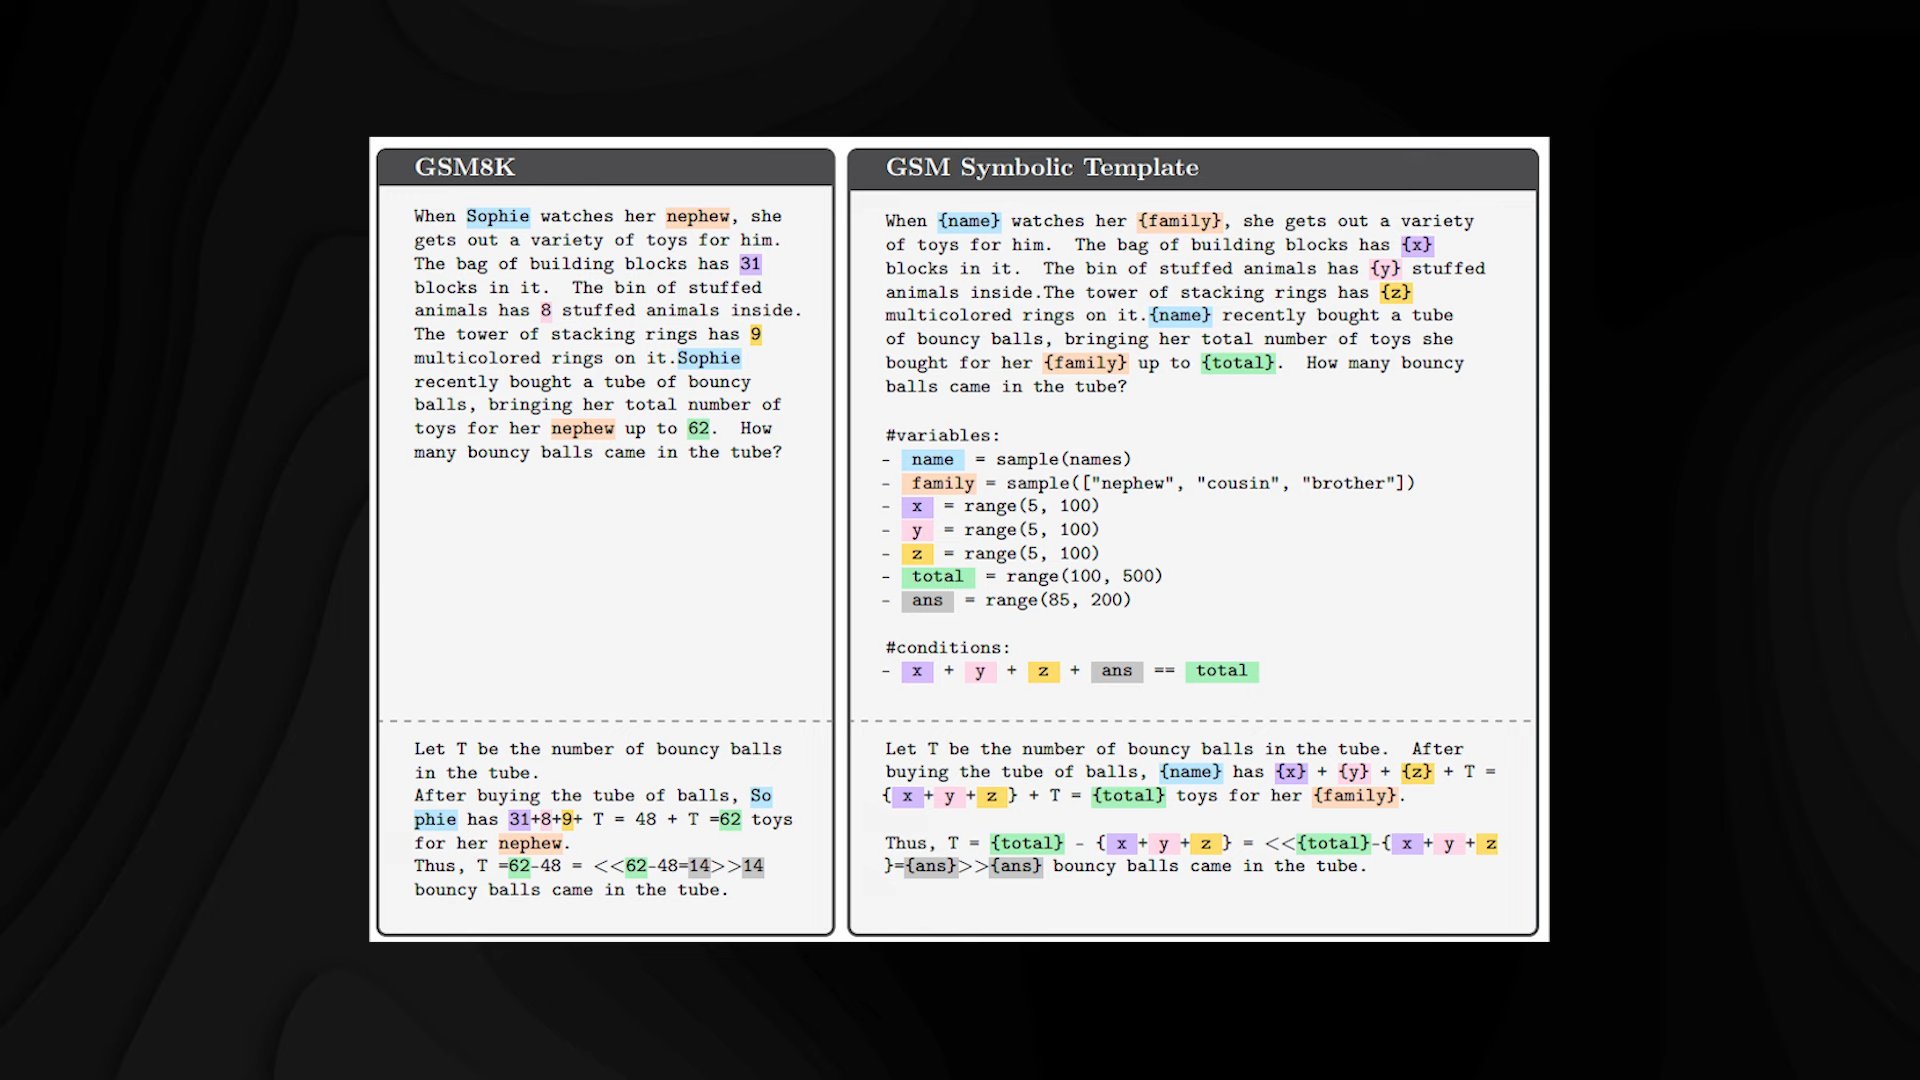 GSM8K
When Sophie watches her nephew, she
gets out a variety of toys for him.
The bag of building blocks has 31
blocks in it.  The bin of stuffed
animals has 8 stuffed animals inside.
The tower of stacking rings has 9
multicolored rings on it.Sophie
recently bought a tube of bouncy
balls, bringing her total number of
toys for her nephew up to 62.  How
many bouncy balls came in the tube?
Let T be the number of bouncy balls
in the tube.
After buying the tube of balls, So
phie has 31+8+9+ T = 48 + T =62 toys
for her nephew.
Thus, T =62-48 = <<62-48=14>>14
bouncy balls came in the tube.
GSM Symbolic Template
When {name} watches her {family}, she gets out a variety
of toys for him.  The bag of building blocks has {x}
blocks in it.  The bin of stuffed animals has {y} stuffed
animals inside.The tower of stacking rings has {z}
multicolored rings on it.{name} recently bought a tube
of bouncy balls, bringing her total number of toys she
bought for her {family} up to {total}.  How many bouncy
balls came in the tube?
#variables:
- name = sample(names)
- family = sample(["nephew", "cousin", "brother"])
- x = range(5, 100)
- y = range(5, 100)
- z = range(5, 100)
- total = range(100, 500)
- ans = range(85, 200)
#conditions:
- x + y + z + ans == total
Let T be the number of bouncy balls in the tube.  After
buying the tube of balls, {name} has {x} + {y} + {z} + T =
{ x + y + z } + T = {total} toys for her {family}.
Thus, T = {total} - { x + y + z } = <<{total}-{ x + y + z
}={ans}>>{ans} bouncy balls came in the tube.